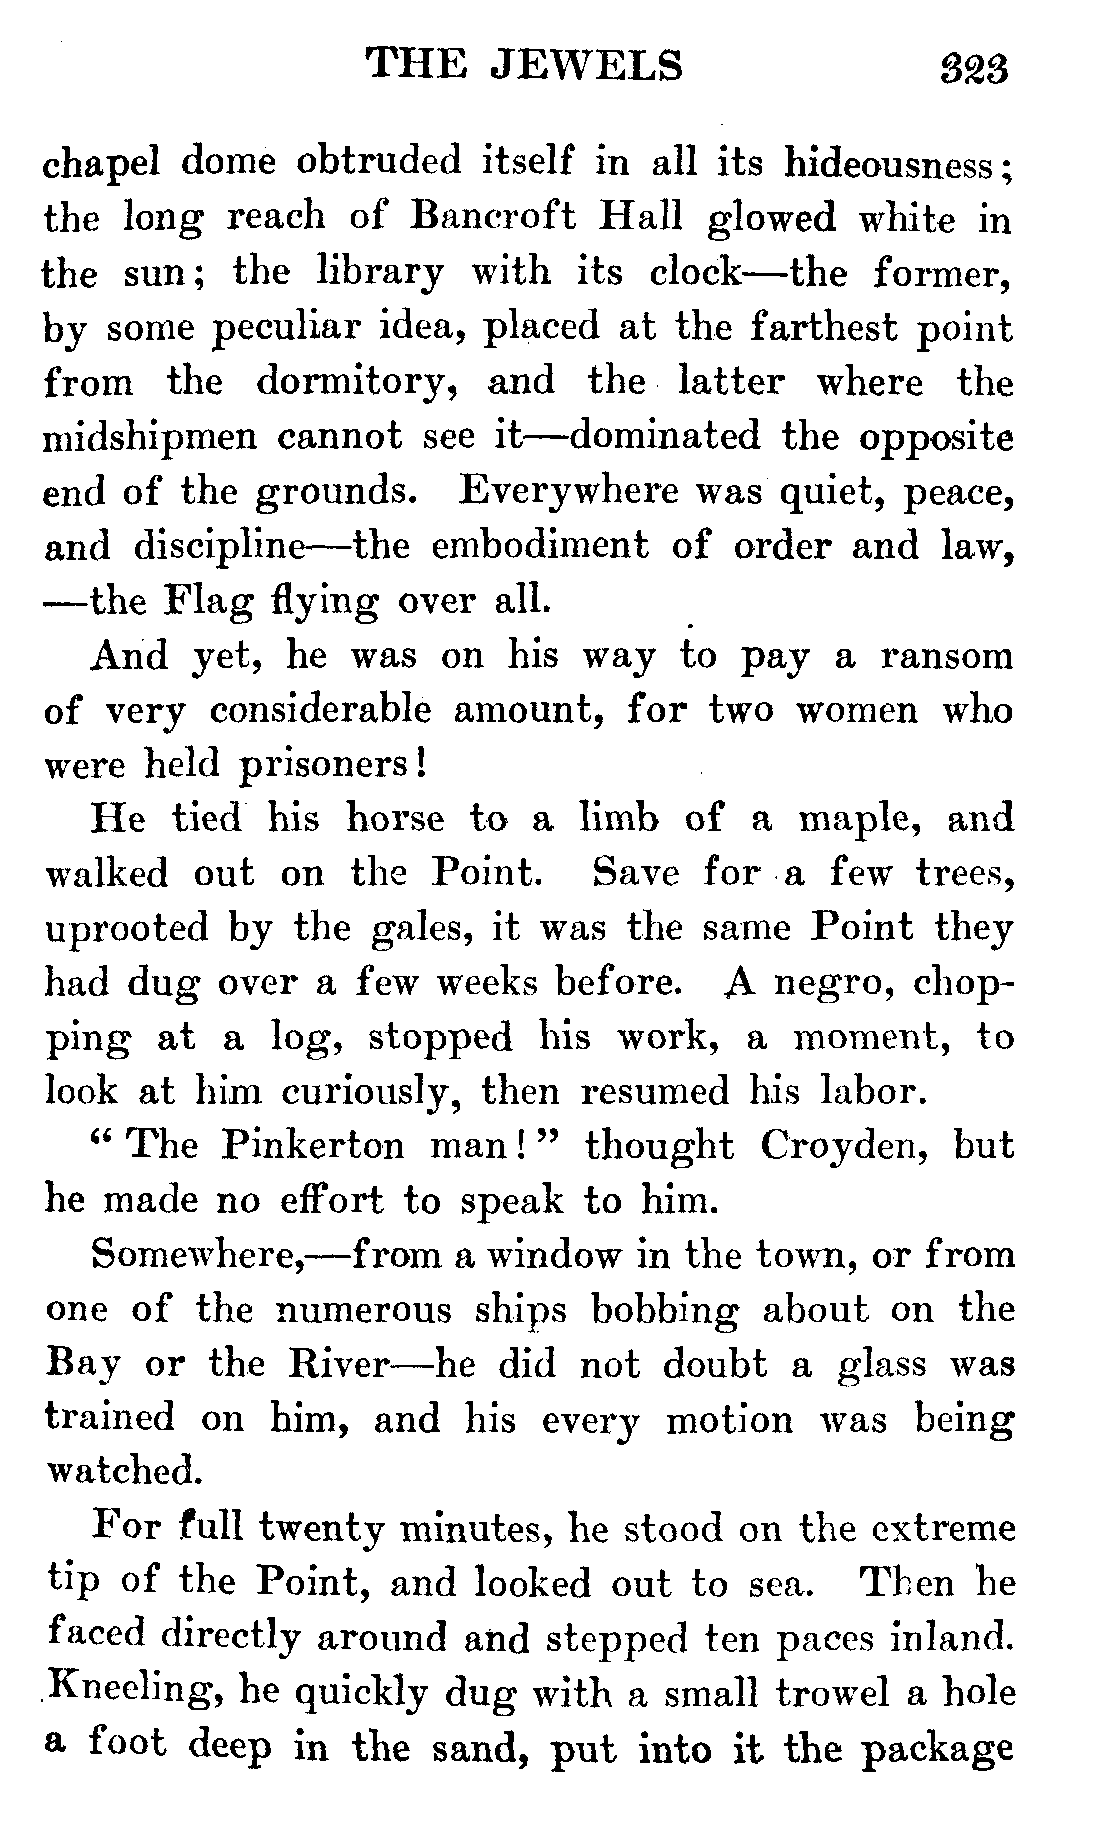 THE JEWELS 323
chapel dome obtruded itself in all its hideousness;
the long reach of Bancroft Hall glowed white in
the sun; the library with its clock—the former,
by some peculiar idea, placed at the farthest point
from the dormitory, and the latter where the
midshipmen cannot see it—dominated the opposite
end of the grounds. Everywhere was quiet, peace,
and discipline—the embodiment of order and law,
—the Flag flying over all.
And yet, he was on his way to pay a ransom
of very considerable amount, for two women who
were held prisoners!
He tied his horse to a limb of a maple, and
walked out on the Point. Save for a few trees,
uprooted by the gales, it was the same Point they
had dug over a few weeks before. A negro, chop-
ping at a log, stopped his work, a moment, to
look at him curiously, then resumed his labor.
“The Pinkerton man!” thought Croyden, but
he made no effort to speak to him.
Somewhere,—from a window in the town, or from
one of the numerous ships bobbing about on the
Bay or the River—he did not doubt a glass was
trained on him, and his every motion was being
watched.
For full twenty minutes, he stood on the extreme
tip of the Point, and looked out to sea. Then he
faced directly around and stepped ten paces inland.
Kneeling, he quickly dug with a small trowel a hole
a foot deep in the sand, put into it the package